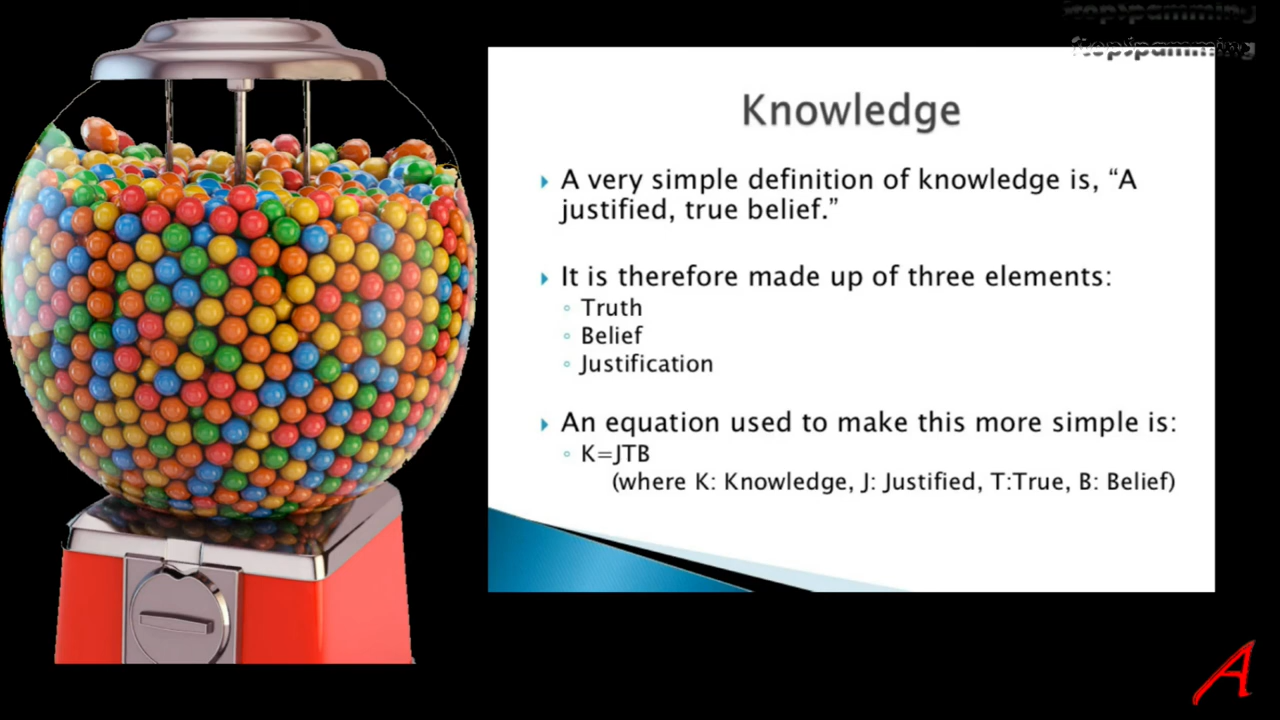 Knowledge
A very simple definition of knowledge is, “A
justified, true belief.”
It is therefore made up of three elements:
Truth
Belief
Justification
An equation used to make this more simple is:
K=JTB
(where K: Knowledge, J: Justified, T:True, B: Belief)
A